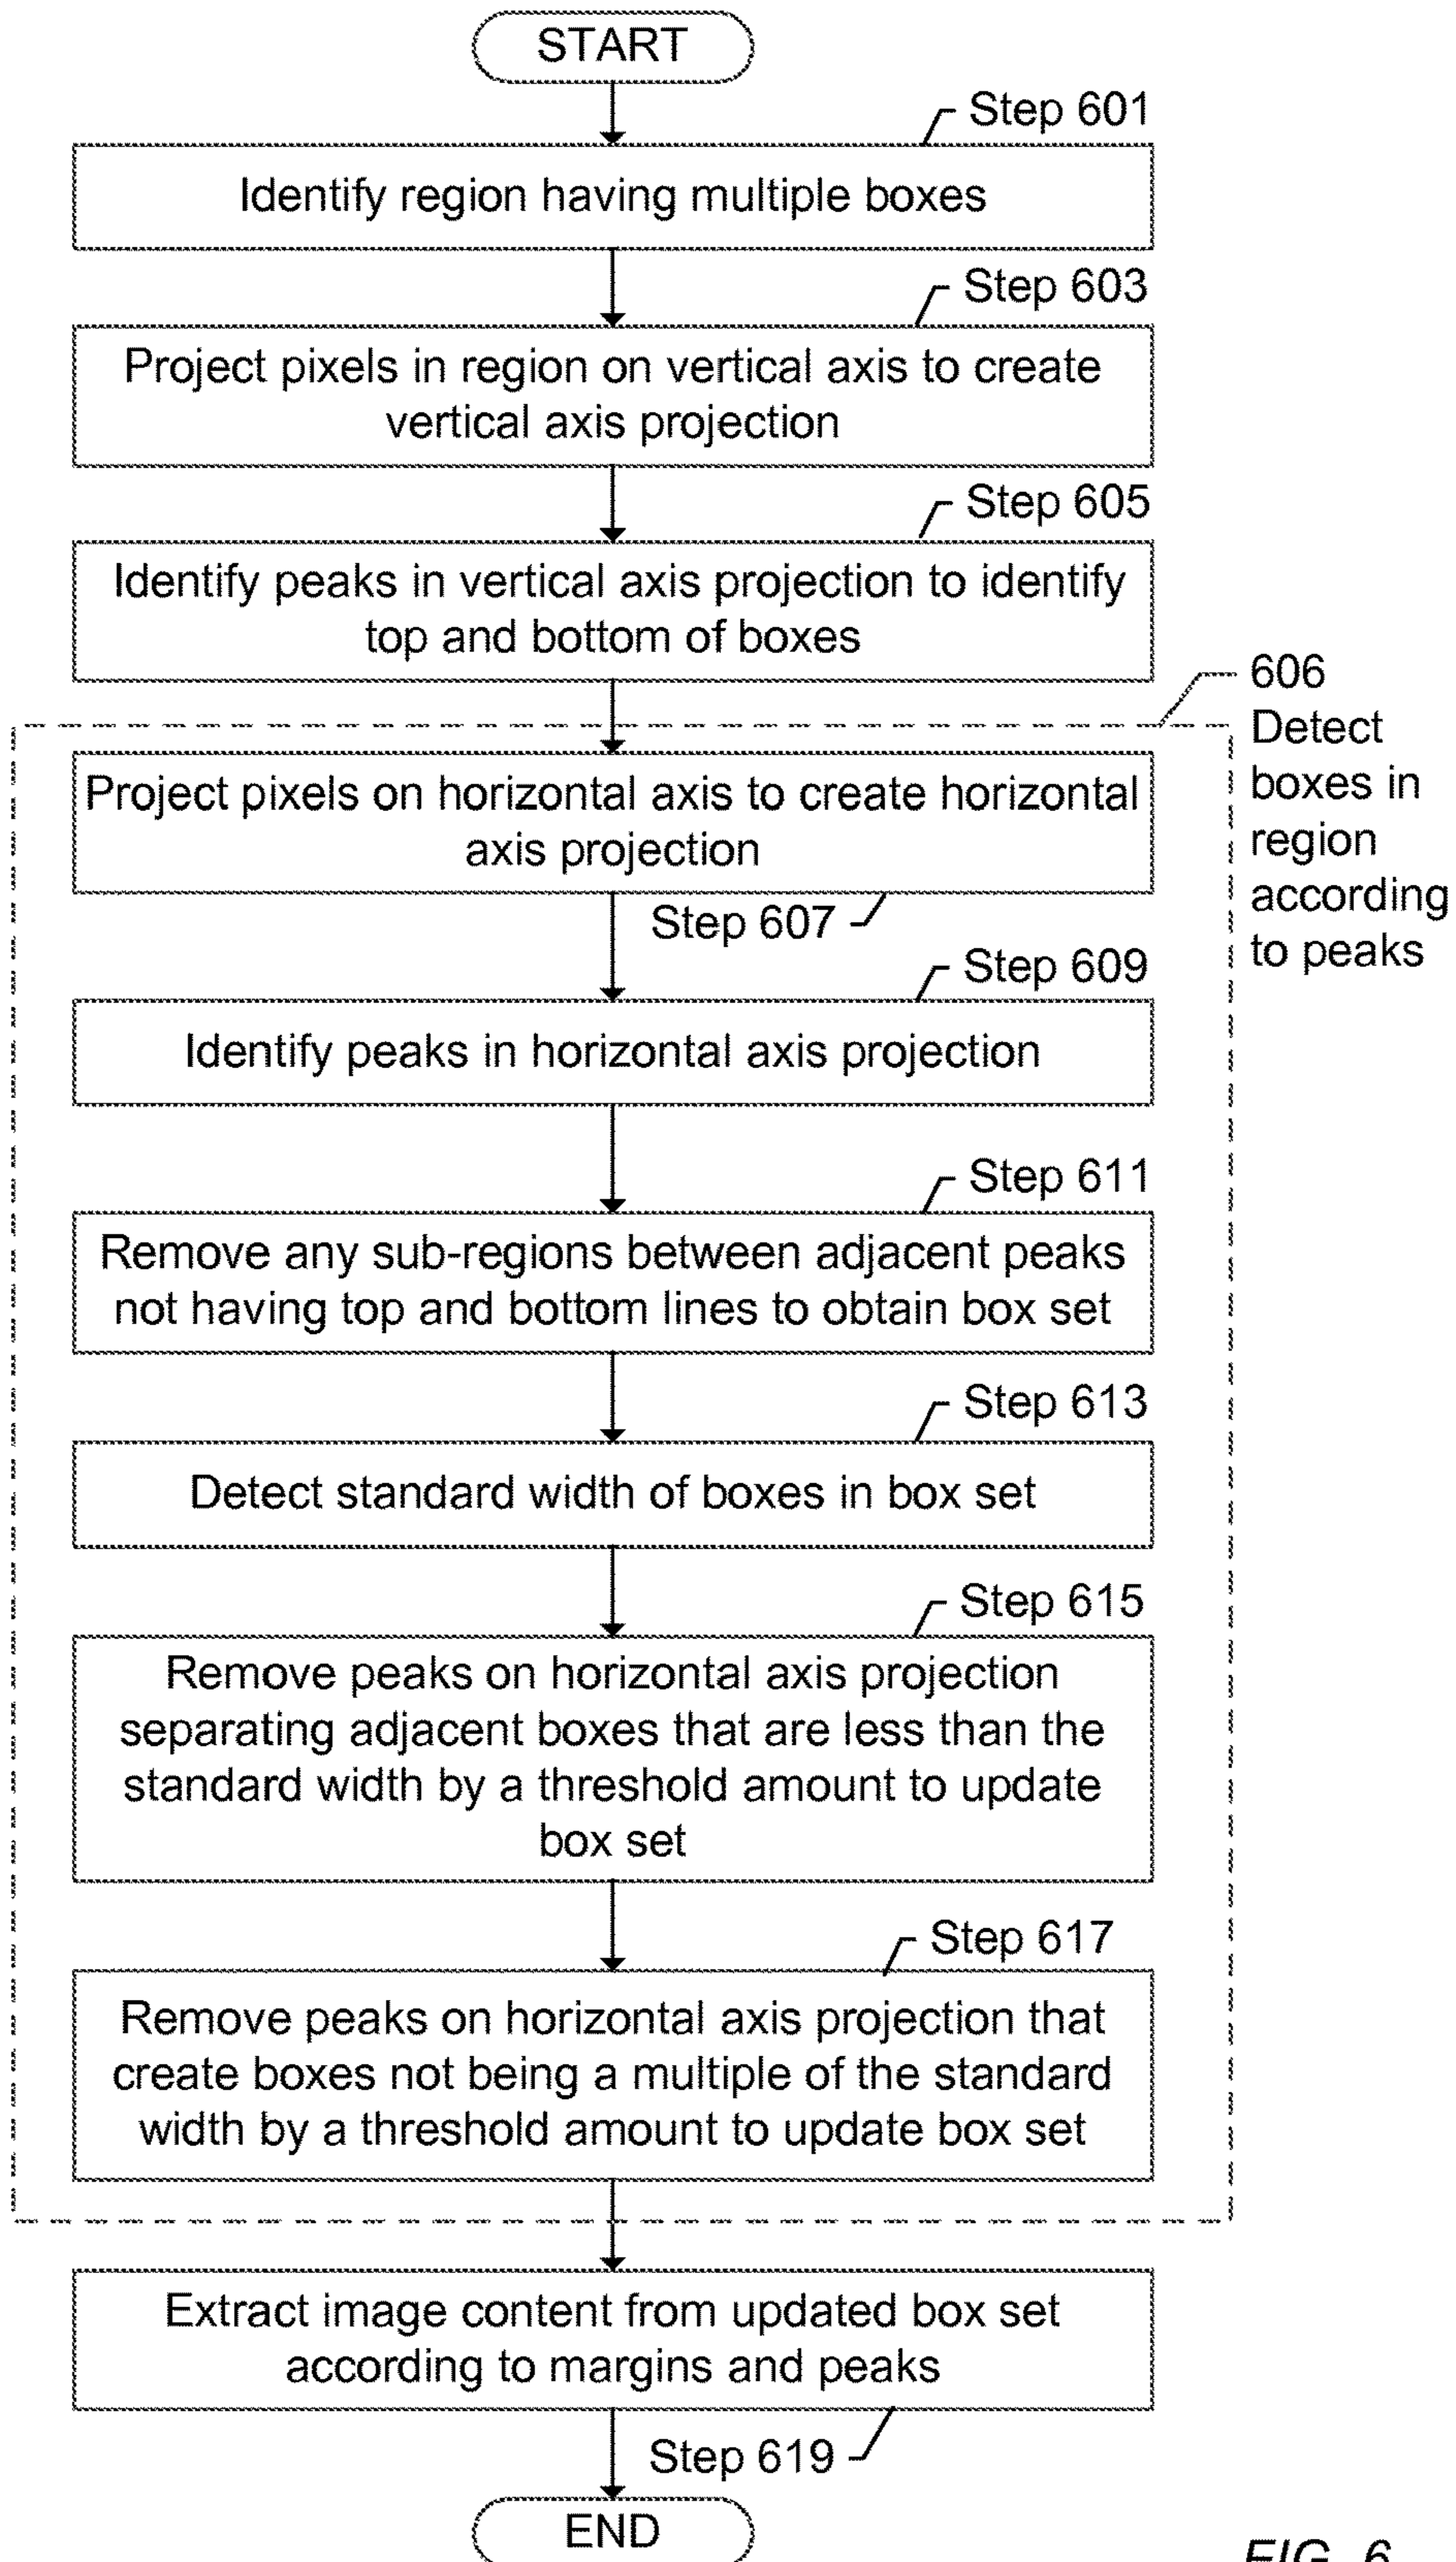 START
Step 601
Identify region having multiple boxes
Step 603
Project pixels in region on vertical axis to create
vertical axis projection
Step 605
Identify peaks in vertical axis projection to identify
top and bottom of boxes
606
Detect
boxes in
region
according
to peaks
Project pixels on horizontal axis to create horizontal
axis projection
Step 607
Step 609
Identify peaks in horizontal axis projection
Step 611
Remove any sub-regions between adjacent peaks
not having top and bottom lines to obtain box set
Step 613
Detect standard width of boxes in box set
Step 615
Remove peaks on horizontal axis projection
separating adjacent boxes that are less than the
standard width by a threshold amount to update
box set
Step 617
Remove peaks on horizontal axis projection that
create boxes not being a multiple of the standard
width by a threshold amount to update box set
Extract image content from updated box set
according to margins and peaks
Step 619
END
FIG. 6